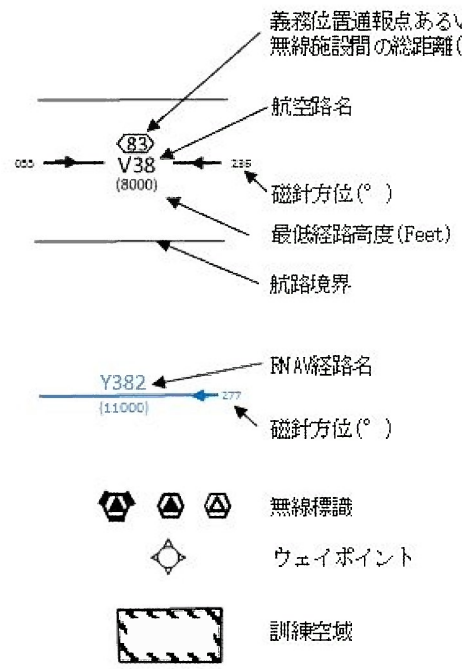 義務位置通報点ある
無線施設間の総距離(
航空路名
83
V38
(8000)
055
236
磁針方位(°)
最低経路高度(Feet)
航路境界
RNAV経路名
Y382
(11000)
277
磁針方位(°)
無線標識
ウェイポイント
訓練空域